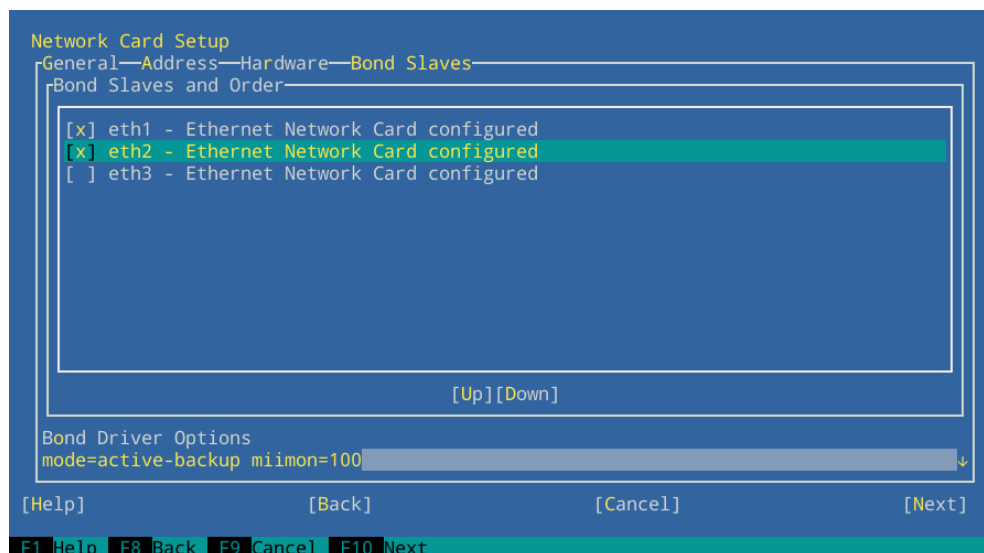 Network Card Setup
General—Address—Hardware—Bond Slaves
Bond Slaves and Order
[x] eth1 - Ethernet Network Card configured
[x] eth2 - Ethernet Network Card configured
[ ] eth3 - Ethernet Network Card configured
[Up][Down]
Bond Driver Options
mode=active-backup miimon=100
[Help] [Back] [Cancel] [Next]
F1 Help F8 Back F9 Cancel F10 Next